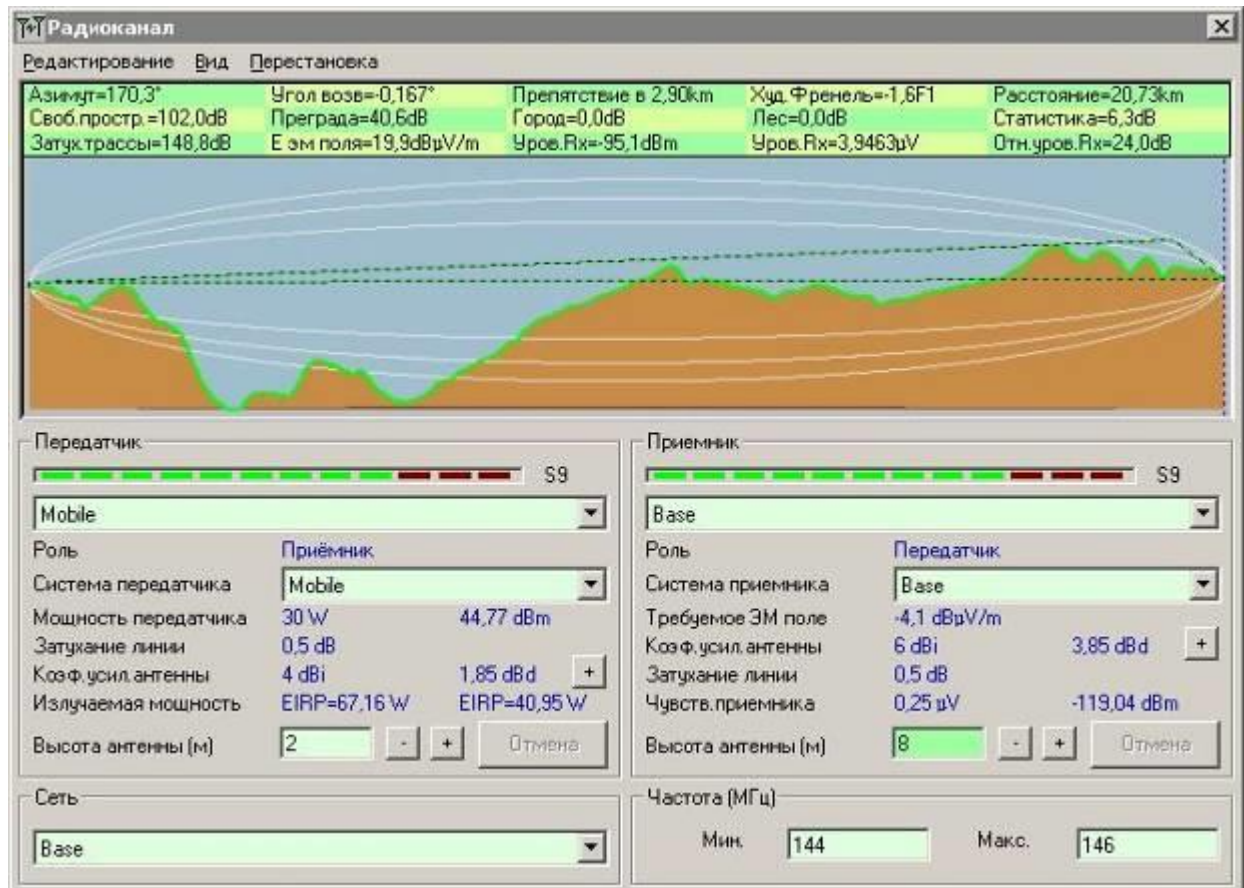 Радиоканал
Редактирование Вид Перестановка
Азимут=170,3° Угол возв=-0,167° Препятствие в 2,90km Худ.Френель=-1,6F1 Расстояние=20,73km
Своб.простр.=102,0dB Преграда=40,6dB Город=0,0dB Лес=0,0dB Статистика=6,3dB
Затух.трассы=148,8dB E эм поля=19,9dBµV/m Уров.Rx=-95,1dBm Уров.Rx=3,9463µV Отн.уров.Rx=24,0dB
Передатчик
S9
Mobile
Роль Приёмник
Система передатчика Mobile
Мощность передатчика 30 W 44,77 dBm
Затухание линии 0,5 dB
Коэф.усил.антенны 4 dBi 1,85 dBd +
Излучаемая мощность EIRP=67,16 W EIRP=40,95 W
Высота антенны (м) 2 - + Отмена
Приемник
S9
Base
Роль Передатчик
Система приемника Base
Требуемое ЭМ поле -4,1 dBµV/m
Коэф.усил.антенны 6 dBi 3,85 dBd +
Затухание линии 0,5 dB
Чувств.приемника 0,25 µV -119,04 dBm
Высота антенны (м) 8 - + Отмена
Сеть
Base
Частота (МГц)
Мин. 144 Макс. 146